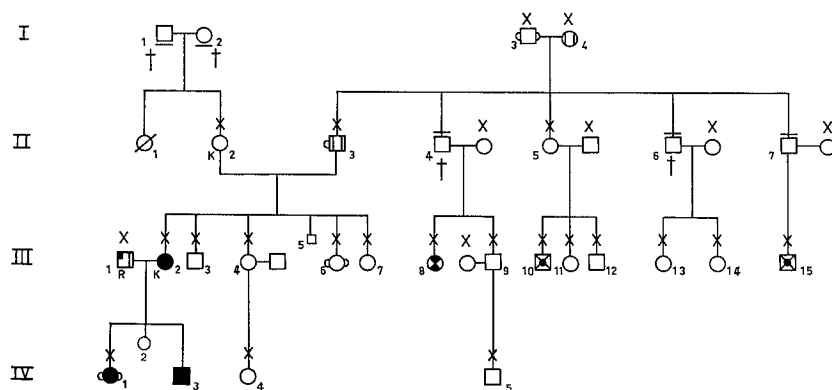 I
X X
1 2 3 4
† †
X X X X
II
1 K 2 3 4 5 6 7
† †
X X
5
III
1 R K 2 3 4 6 7 8 9 10 11 12 13 14 15
2
IV
1 3 4 5